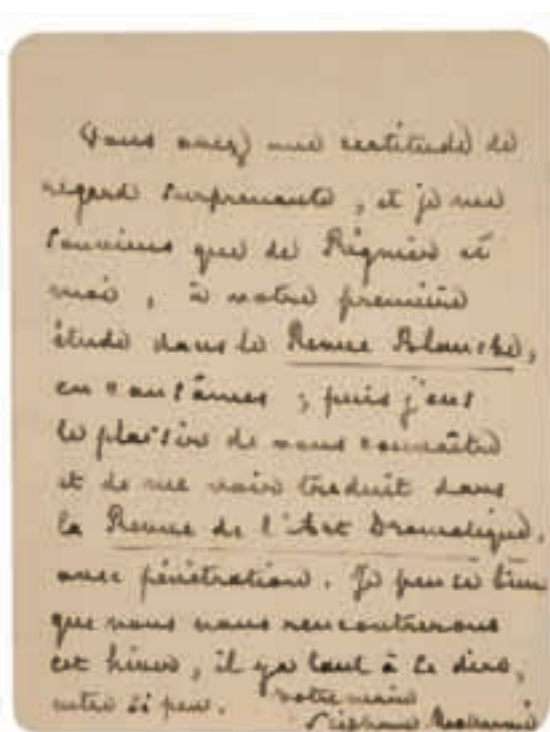 Vous avez une certitude de
regard surprenante, et je me
souviens que de Régnier et
moi, à votre première
étude dans la Revue Blanche,
en causâmes ; puis j'eus
le plaisir de vous connaître
et de me voir traduit dans
la Revue de l'Art Dramatique,
avec pénétration. Je pense bien
que nous nous rencontrerons
cet hiver, il y a tant à se dire,
entre si peu. Votre main
Stéphane Mallarmé